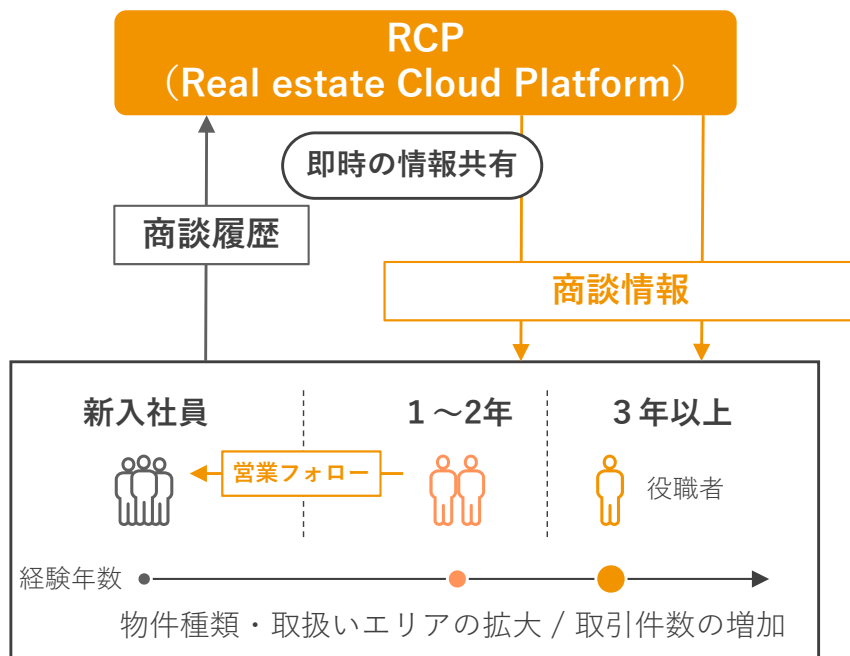 RCP
（Real estate Cloud Platform）
即時の情報共有
商談履歴
商談情報
新入社員
1～2年
3年以上
営業フォロー
役職者
経験年数
物件種類・取扱いエリアの拡大 / 取引件数の増加